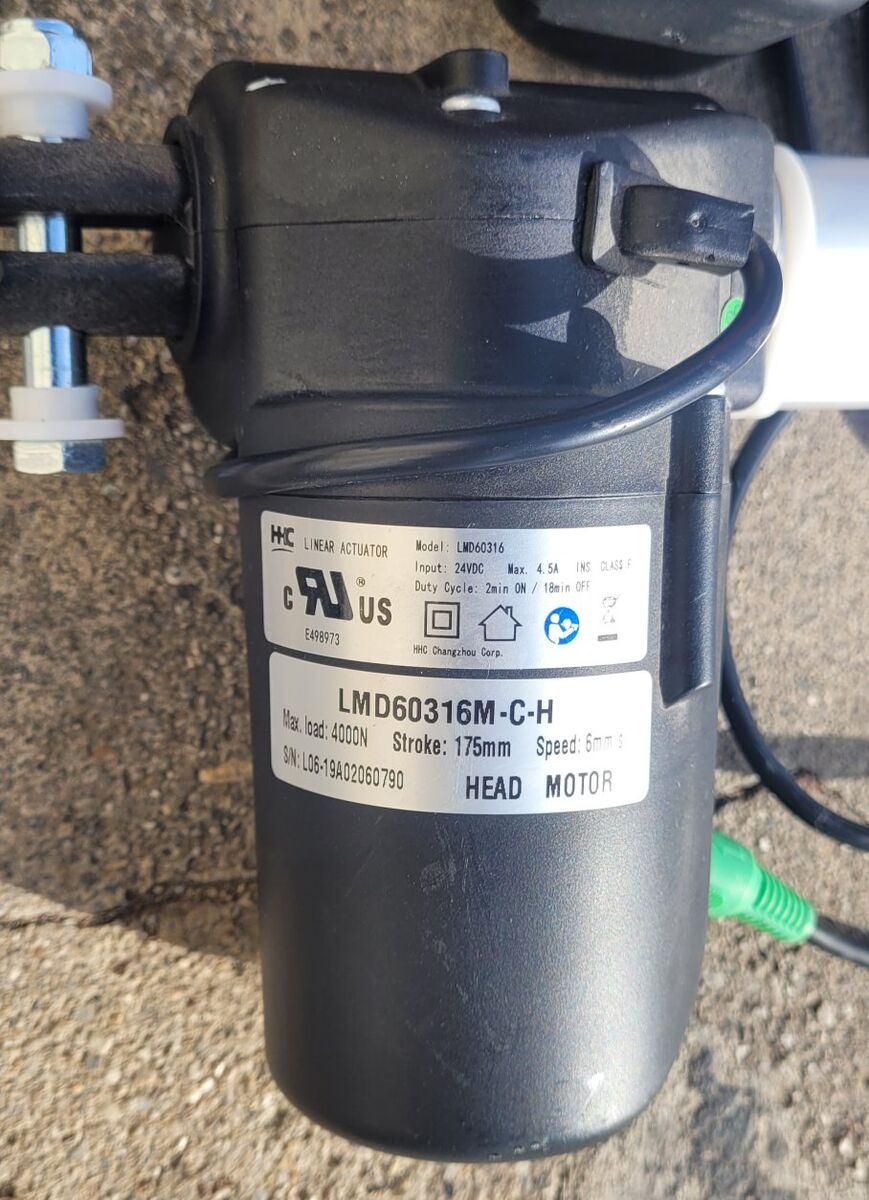 HHC LINEAR ACTUATOR
Model: LMD60316
Input: 24VDC Max. 4.5A INS. CLASS F
Duty Cycle: 2min ON / 18min OFF
C RU ® US
E498973
HHC Changzhou Corp.
LMD60316M-C-H
Max. load: 4000N Stroke: 175mm Speed: 6mm/s
S/N: L06-19A02060790 HEAD MOTOR